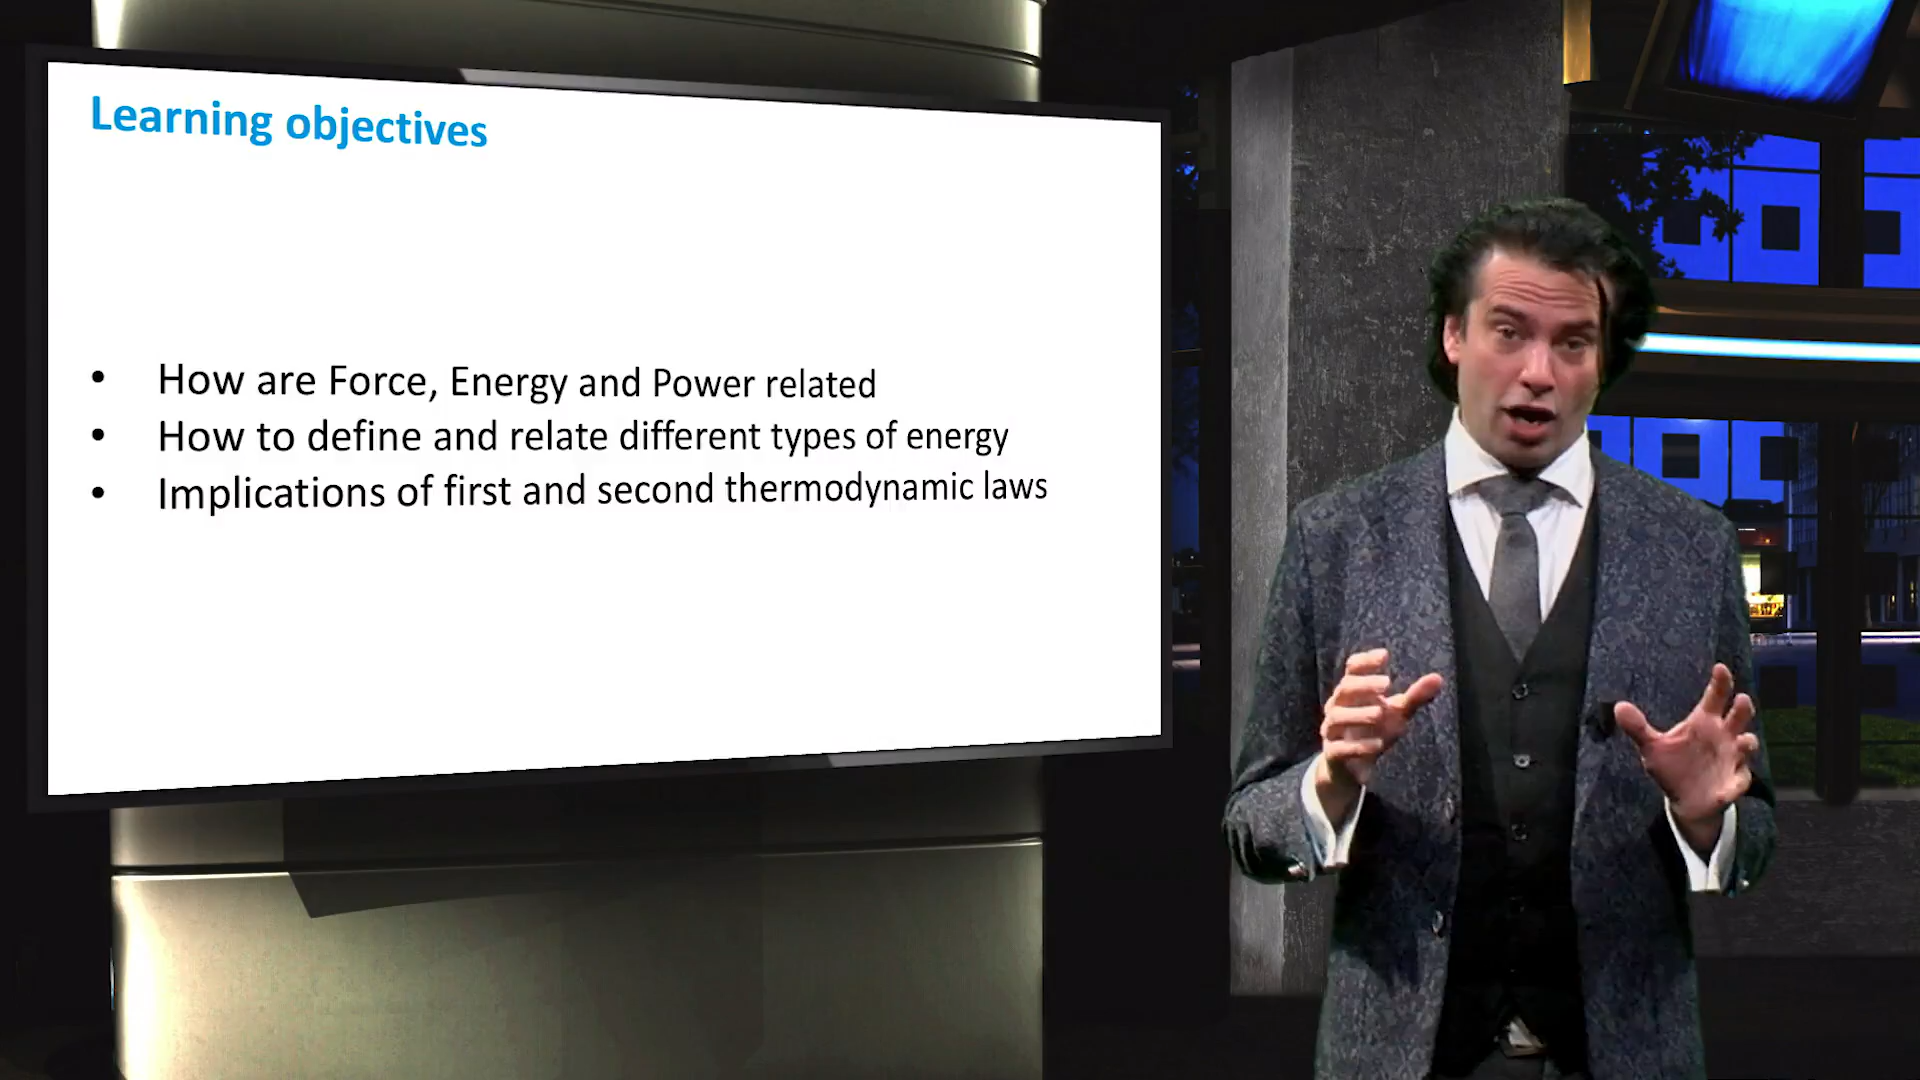 Learning objectives
• How are Force, Energy and Power related
• How to define and relate different types of energy
• Implications of first and second thermodynamic laws